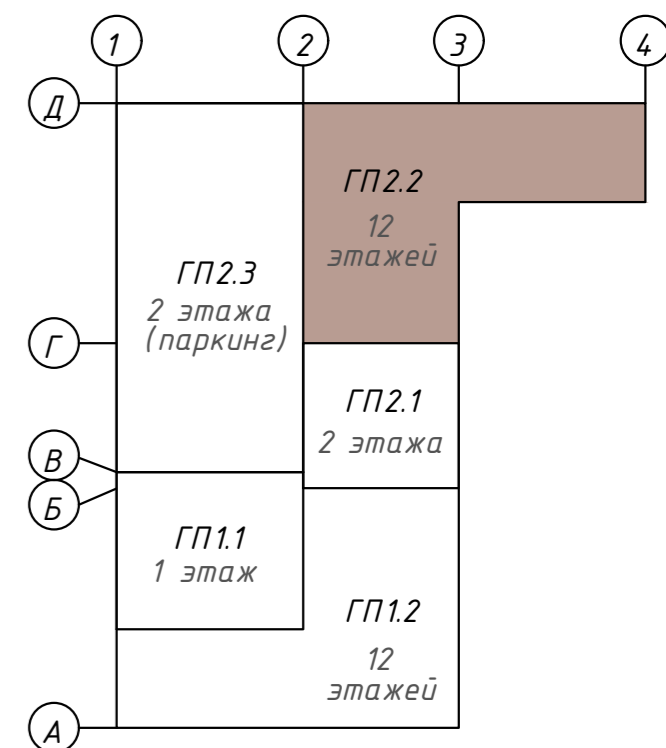 1
2
3
4
Д
ГП2.2
12
этажей
ГП2.3
2 этажа
(паркинг)
Г
ГП2.1
2 этажа
В
Б
ГП1.1
1 этаж
ГП1.2
12
этажей
А